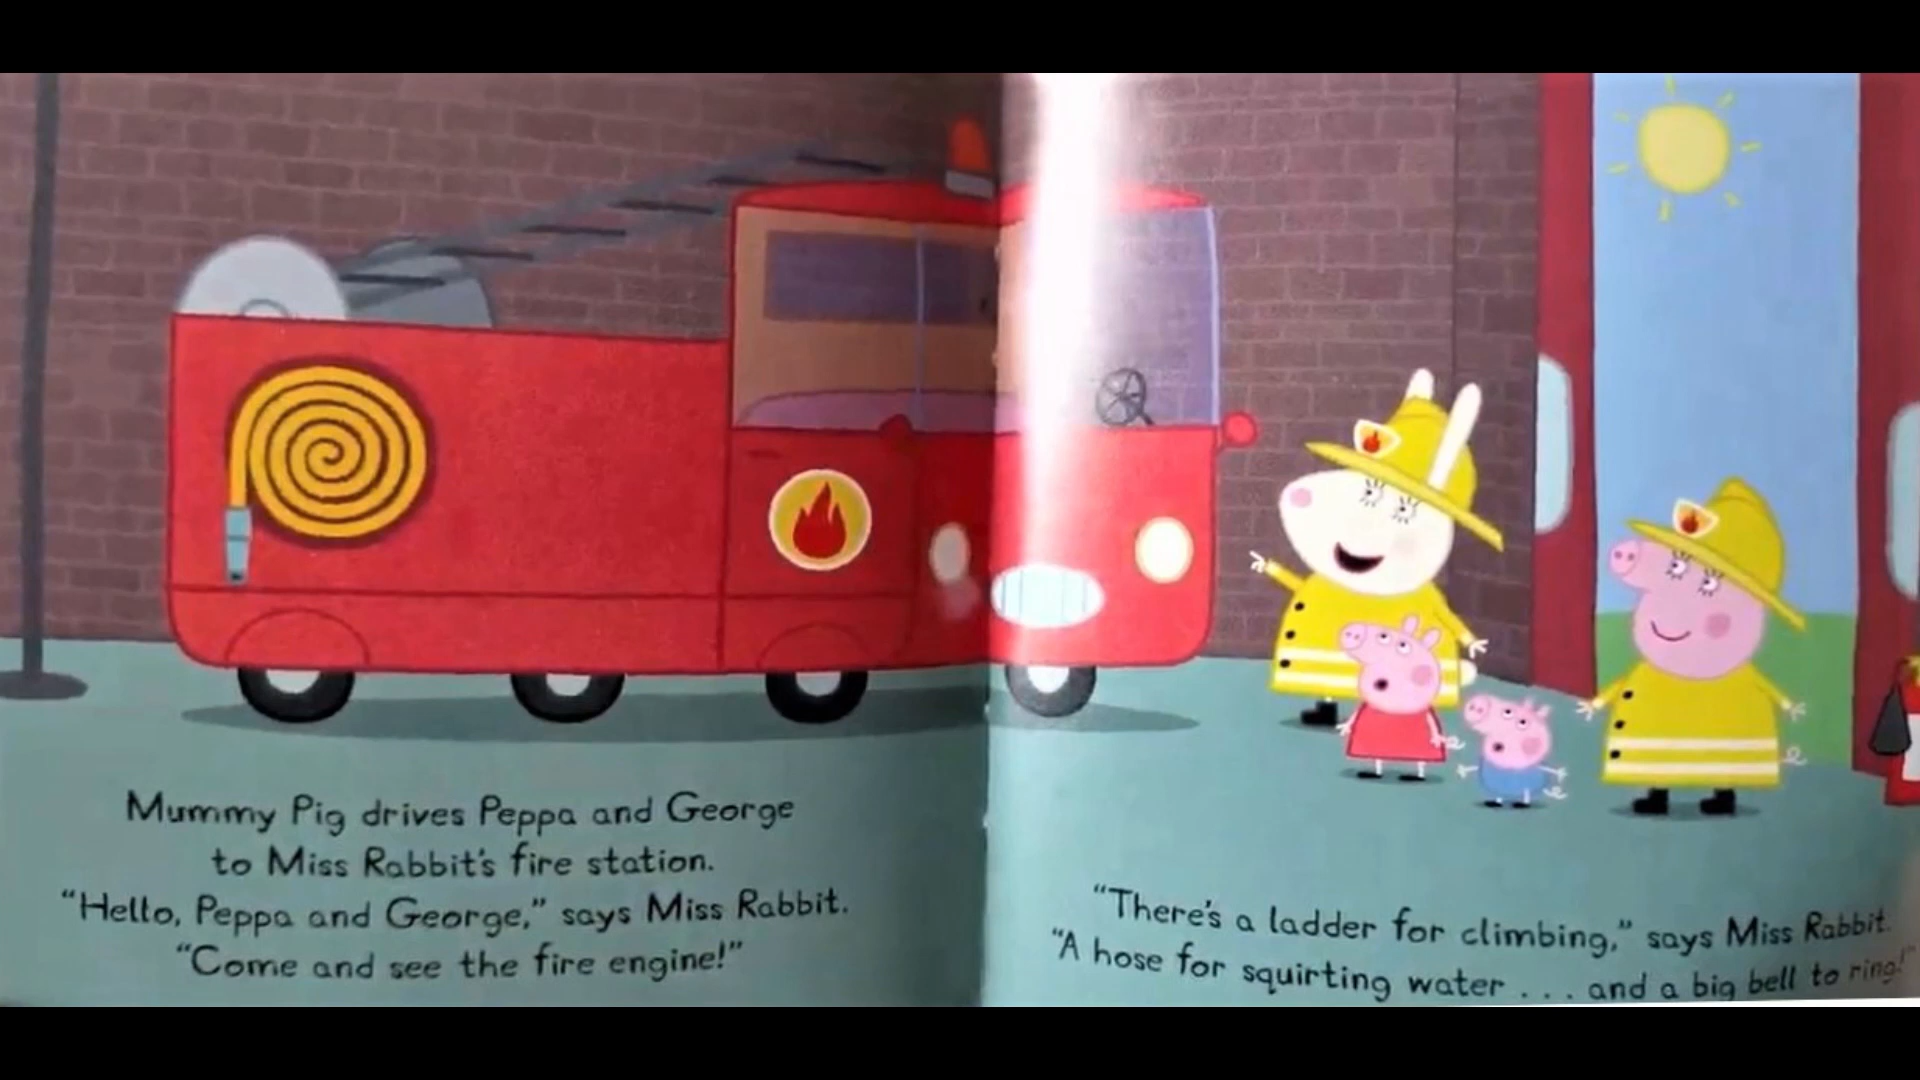 Mummy Pig drives Peppa and George
to Miss Rabbit's fire station.
“Hello, Peppa and George,” says Miss Rabbit.
“Come and see the fire engine!”
“There's a ladder for climbing,” says Miss Rabbit.
“A hose for squirting water . . . and a big bell to ring!”